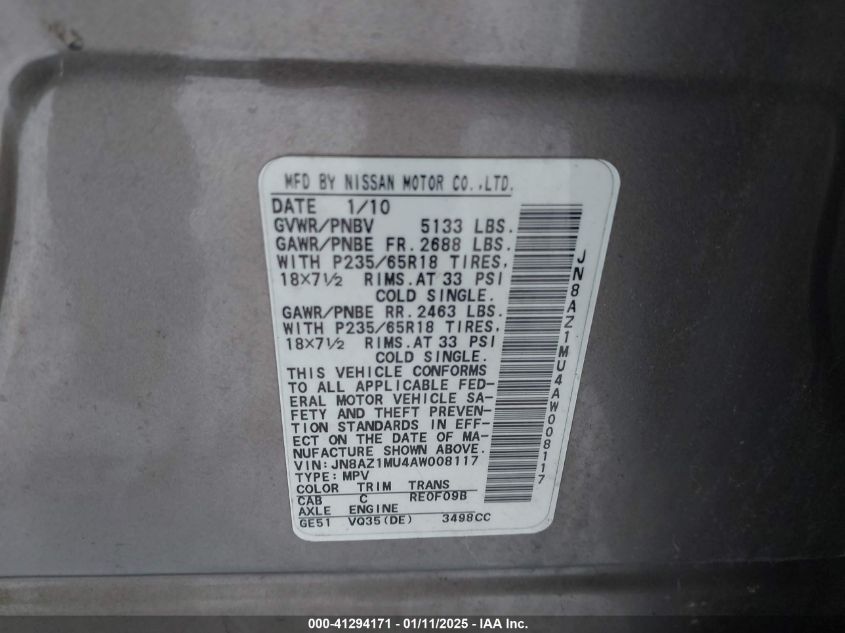 MFD BY NISSAN MOTOR CO.,LTD.
DATE 1/10
GVWR/PNBV 5133 LBS.
GAWR/PNBE FR. 2688 LBS.
WITH P235/65R18 TIRES,
18×7½ RIMS.AT 33 PSI
COLD SINGLE.
GAWR/PNBE RR. 2463 LBS.
WITH P235/65R18 TIRES,
18×7½ RIMS.AT 33 PSI
COLD SINGLE.
THIS VEHICLE CONFORMS
TO ALL APPLICABLE FED-
ERAL MOTOR VEHICLE SA-
FETY AND THEFT PREVEN-
TION STANDARDS IN EFF-
ECT ON THE DATE OF MA-
NUFACTURE SHOWN ABOVE.
VIN:JN8AZ1MU4AW008117
TYPE:MPV
COLOR TRIM TRANS
CAB C RE0F09B
AXLE ENGINE
GE51 VQ35(DE) 3498CC
JN8AZ1MU4AW008117
000-41294171 - 01/11/2025 - IAA Inc.